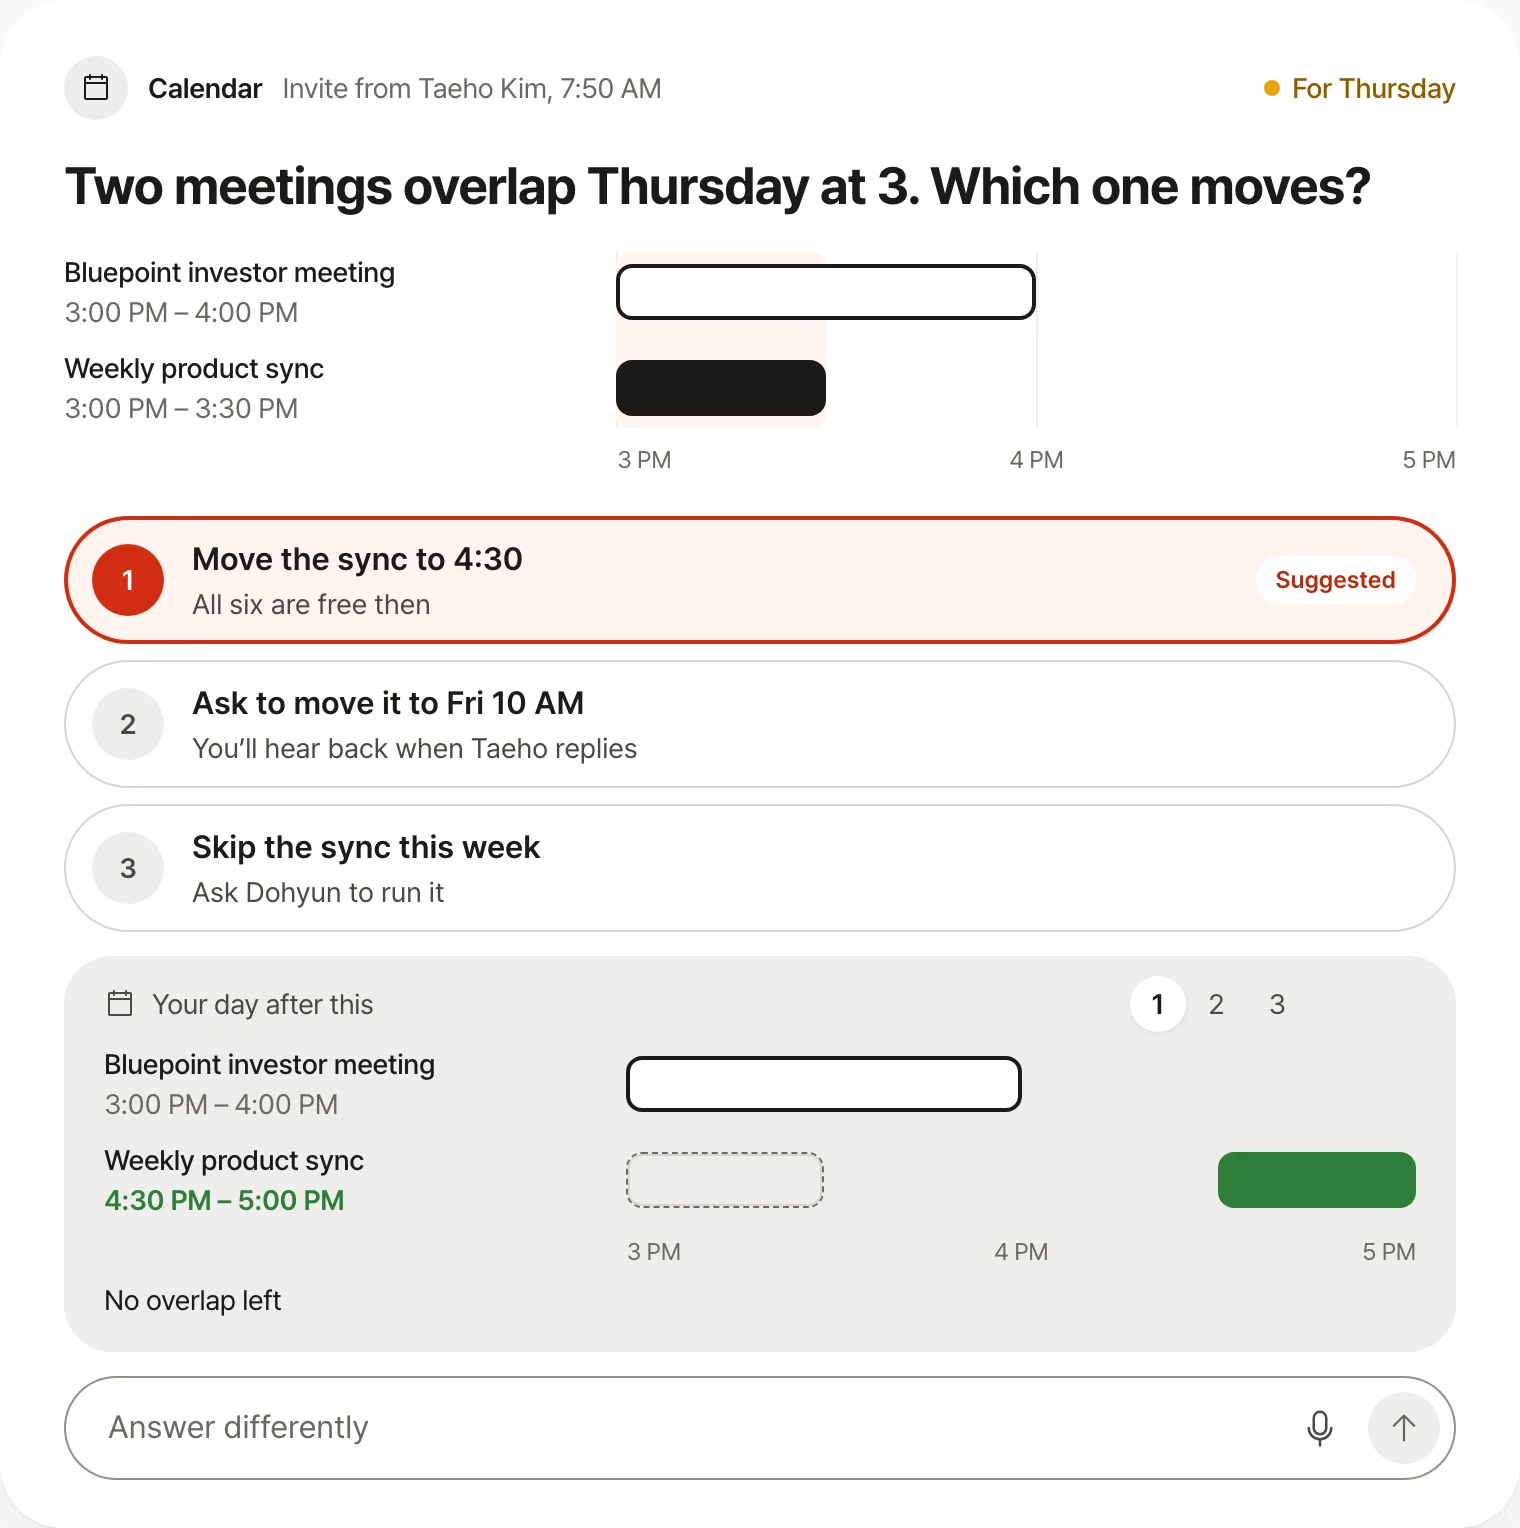 Calendar Invite from Taeho Kim, 7:50 AM For Thursday
Two meetings overlap Thursday at 3. Which one moves?
Bluepoint investor meeting
3:00 PM – 4:00 PM
Weekly product sync
3:00 PM – 3:30 PM
3 PM 4 PM 5 PM
1 Move the sync to 4:30
All six are free then
Suggested
2 Ask to move it to Fri 10 AM
You’ll hear back when Taeho replies
3 Skip the sync this week
Ask Dohyun to run it
Your day after this 1 2 3
Bluepoint investor meeting
3:00 PM – 4:00 PM
Weekly product sync
4:30 PM – 5:00 PM
3 PM 4 PM 5 PM
No overlap left
Answer differently